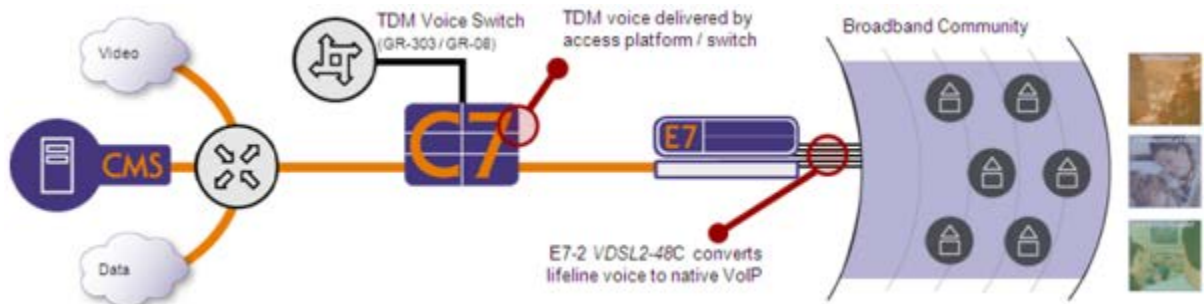 TDM Voice Switch
(GR-303 / GR-08)
TDM voice delivered by
access platform / switch
Broadband Community
Video
CMS
C7
E7
Data
E7-2 VDSL2-48C converts
lifeline voice to native VoIP